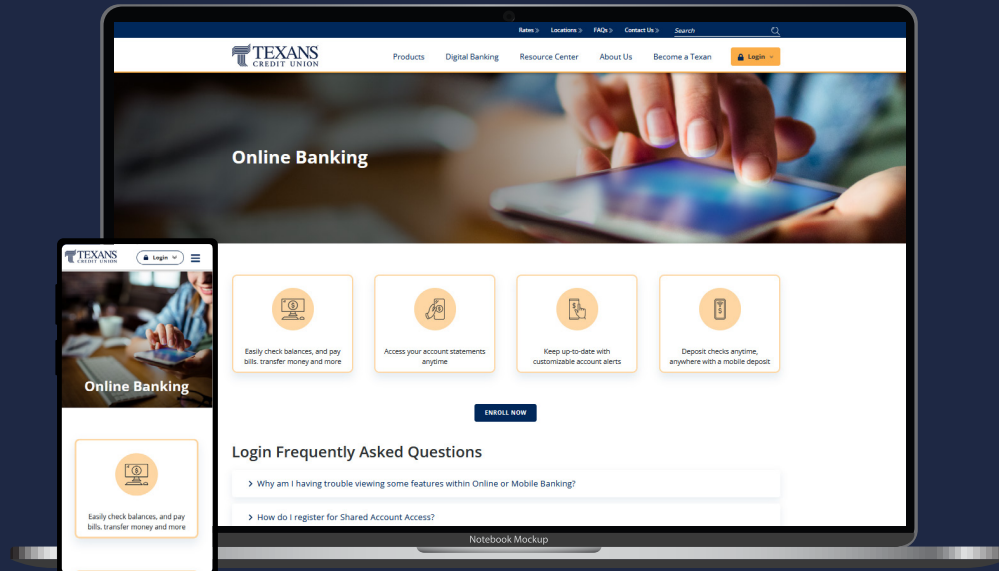 Rates Locations FAQs Contact Us Search
TEXANS
CREDIT UNION
Products Digital Banking Resource Center About Us Become a Texan Login
Online Banking
Easily check balances, and pay
bills. transfer money and more
Access your account statements
anytime
Keep up-to-date with
customizable account alerts
Deposit checks anytime,
anywhere with a mobile deposit
ENROLL NOW
Login Frequently Asked Questions
Why am I having trouble viewing some features within Online or Mobile Banking?
How do I register for Shared Account Access?
Notebook Mockup
TEXANS
CREDIT UNION
Login
Online Banking
Easily check balances, and pay
bills. transfer money and more